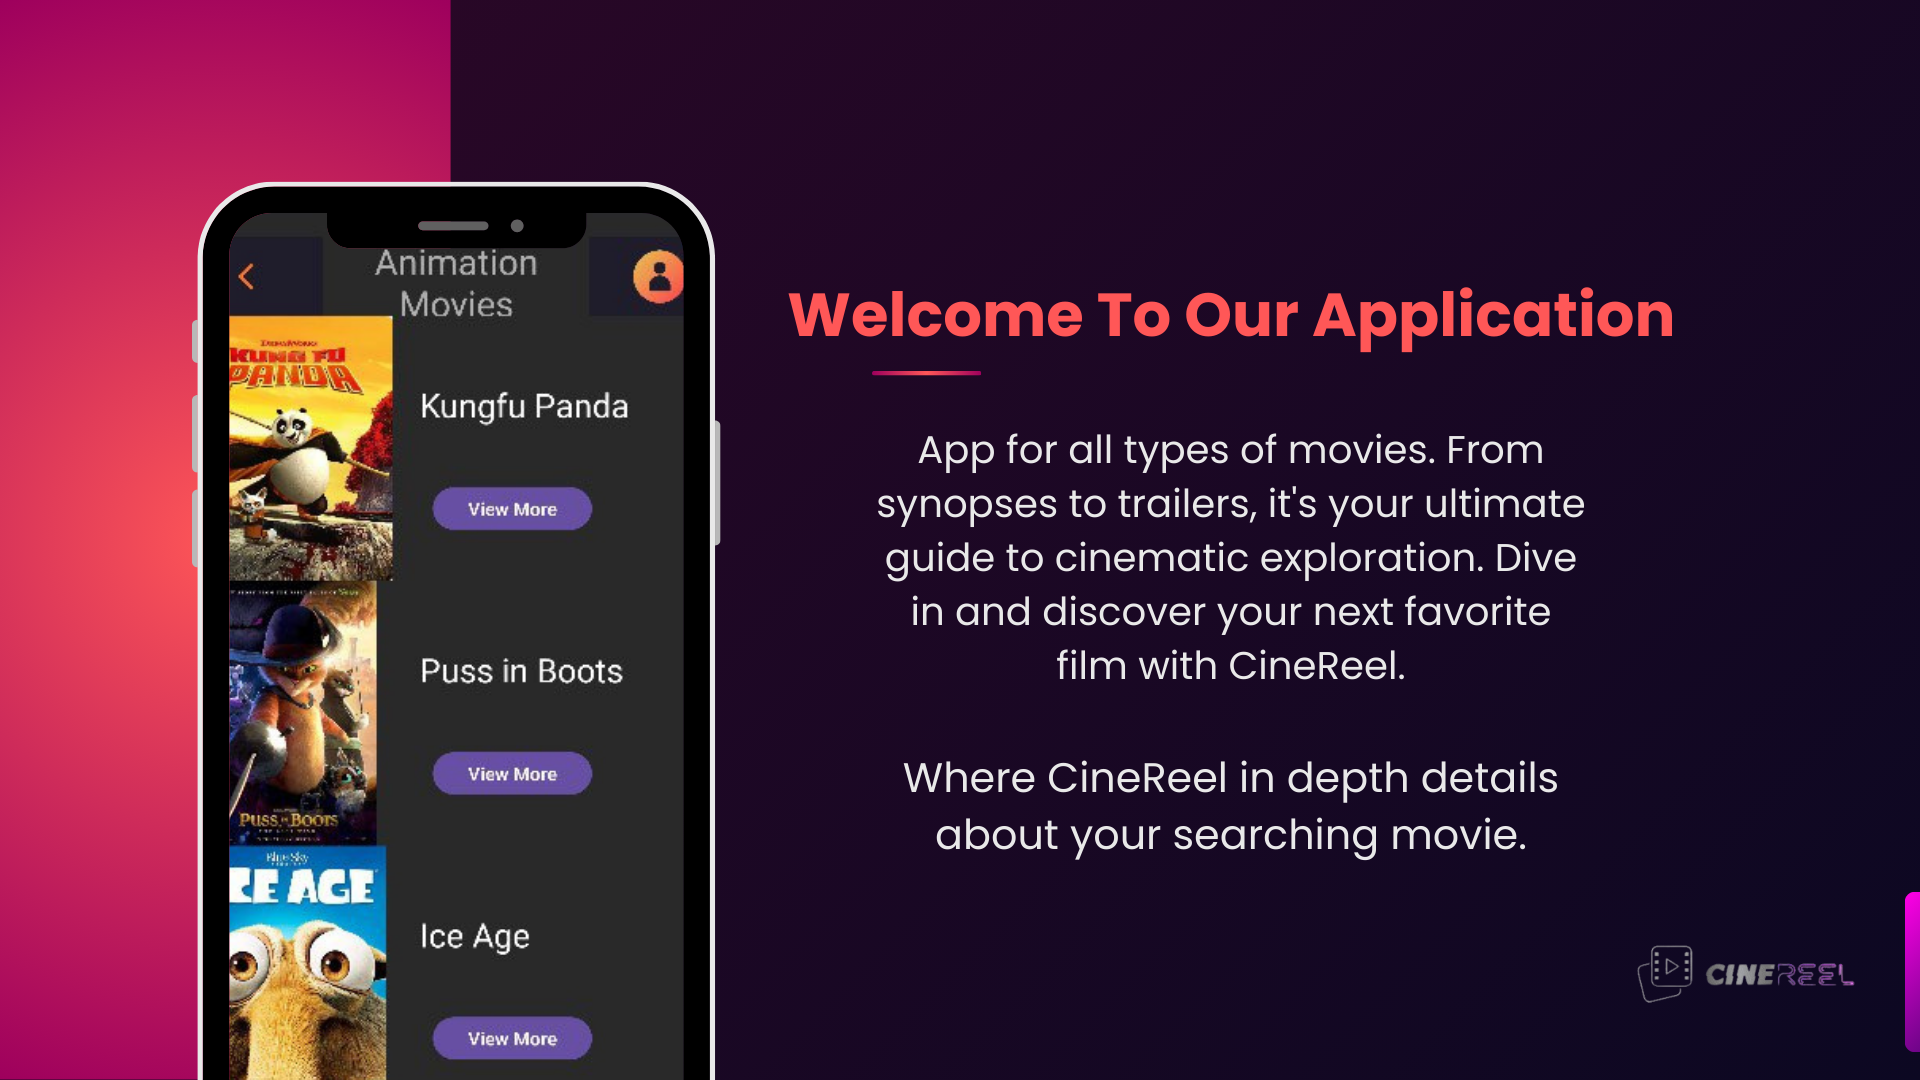 Animation
Movies
DreamWorks
KUNG FU
PANDA
Kungfu Panda
View More
Puss in Boots
View More
Puss in Boots
Blue Sky
ICE AGE
Ice Age
View More
Welcome To Our Application
App for all types of movies. From
synopses to trailers, it's your ultimate
guide to cinematic exploration. Dive
in and discover your next favorite
film with CineReel.
Where CineReel in depth details
about your searching movie.
CINEREEL